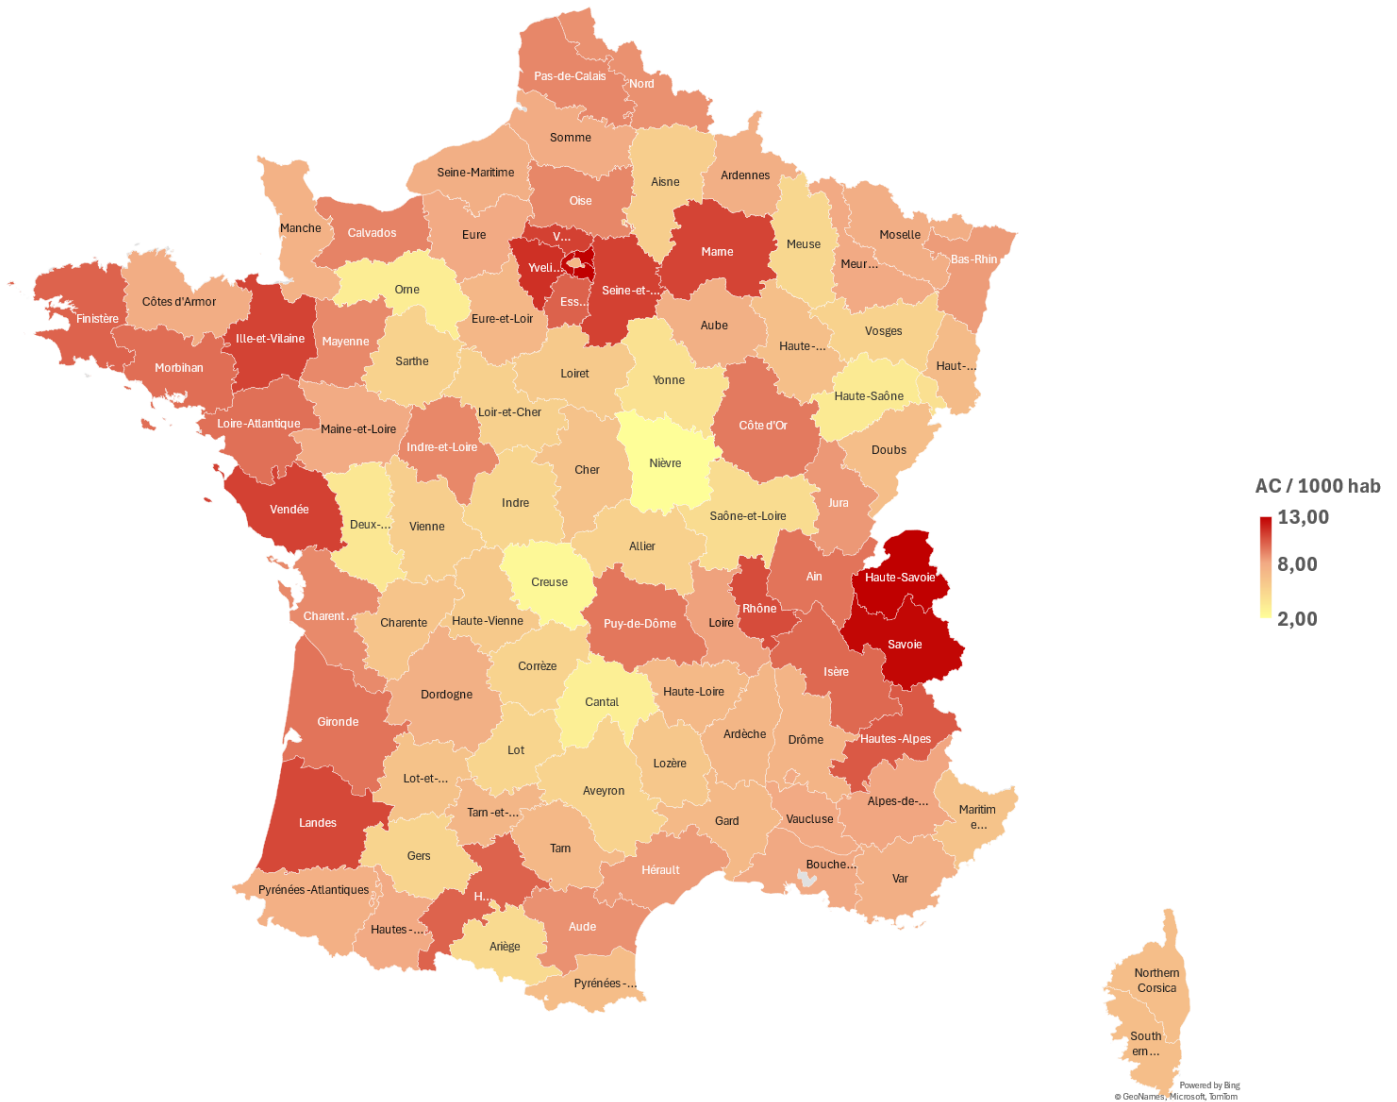 Pas-de-Calais
Nord
Somme
Seine-Maritime
Aisne
Ardennes
Oise
Manche
Calvados
Eure
V...
Marne
Meuse
Moselle
Meur...
Bas-Rhin
Yveli...
Orne
Ess...
Seine-et-...
Côtes d'Armor
Finistère
Eure-et-Loir
Aube
Vosges
Ille-et-Vilaine
Mayenne
Haute-...
Sarthe
Haut-...
Morbihan
Loiret
Yonne
Haute-Saône
Loir-et-Cher
Loire-Atlantique
Maine-et-Loire
Côte d'Or
Indre-et-Loire
Doubs
Nièvre
Cher
Vendée
Indre
Jura
Saône-et-Loire
Deux-...
Vienne
Allier
Creuse
Ain
Haute-Savoie
Rhône
Charent...
Charente
Haute-Vienne
Puy-de-Dôme
Loire
Savoie
Corrèze
Isère
Dordogne
Haute-Loire
Cantal
Gironde
Ardèche
Drôme
Hautes-Alpes
Lot
Lozère
Lot-et-...
Aveyron
Alpes-de-...
Maritim
e...
Tarn-et-...
Landes
Gard
Vaucluse
Gers
Tarn
Bouche...
Hérault
Var
Pyrénées-Atlantiques
H...
Hautes-...
Aude
Ariège
Pyrénées-...
Northern
Corsica
South
ern...
AC / 1000 hab
13,00
8,00
2,00
Powered by Bing
© GeoNames, Microsoft, TomTom